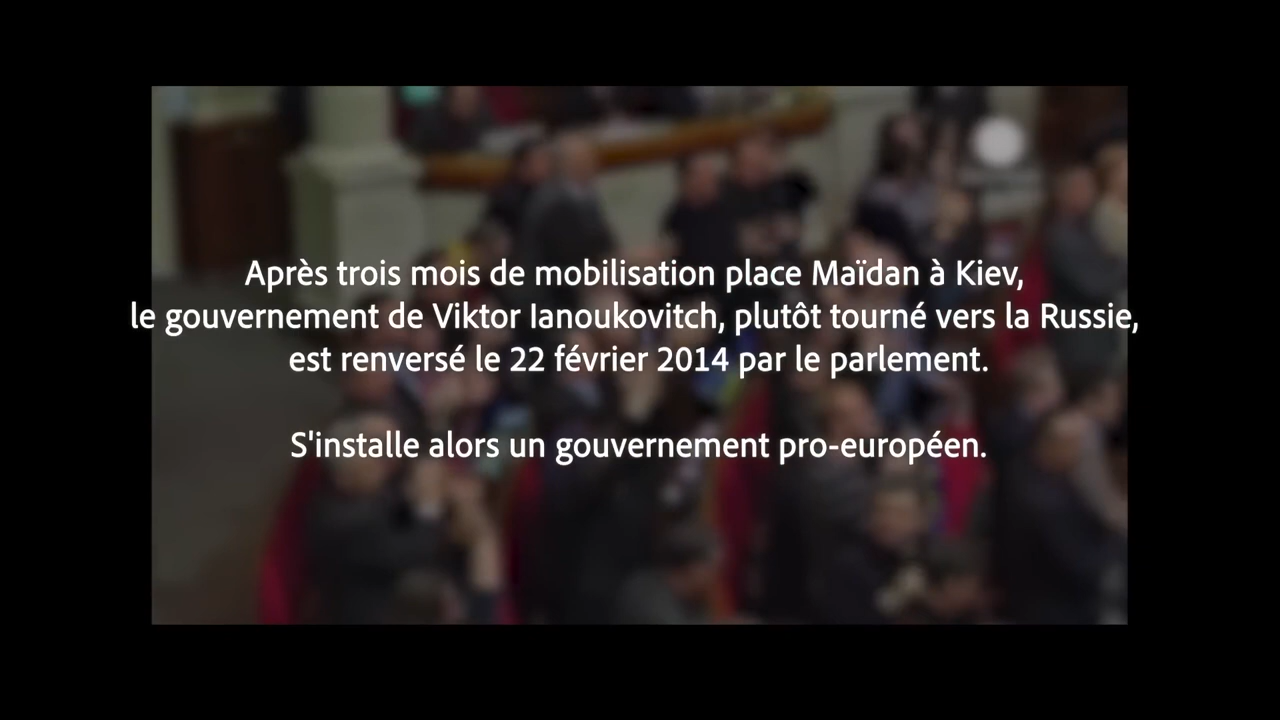 Après trois mois de mobilisation place Maïdan à Kiev,
le gouvernement de Viktor Ianoukovitch, plutôt tourné vers la Russie,
est renversé le 22 février 2014 par le parlement.
S'installe alors un gouvernement pro-européen.